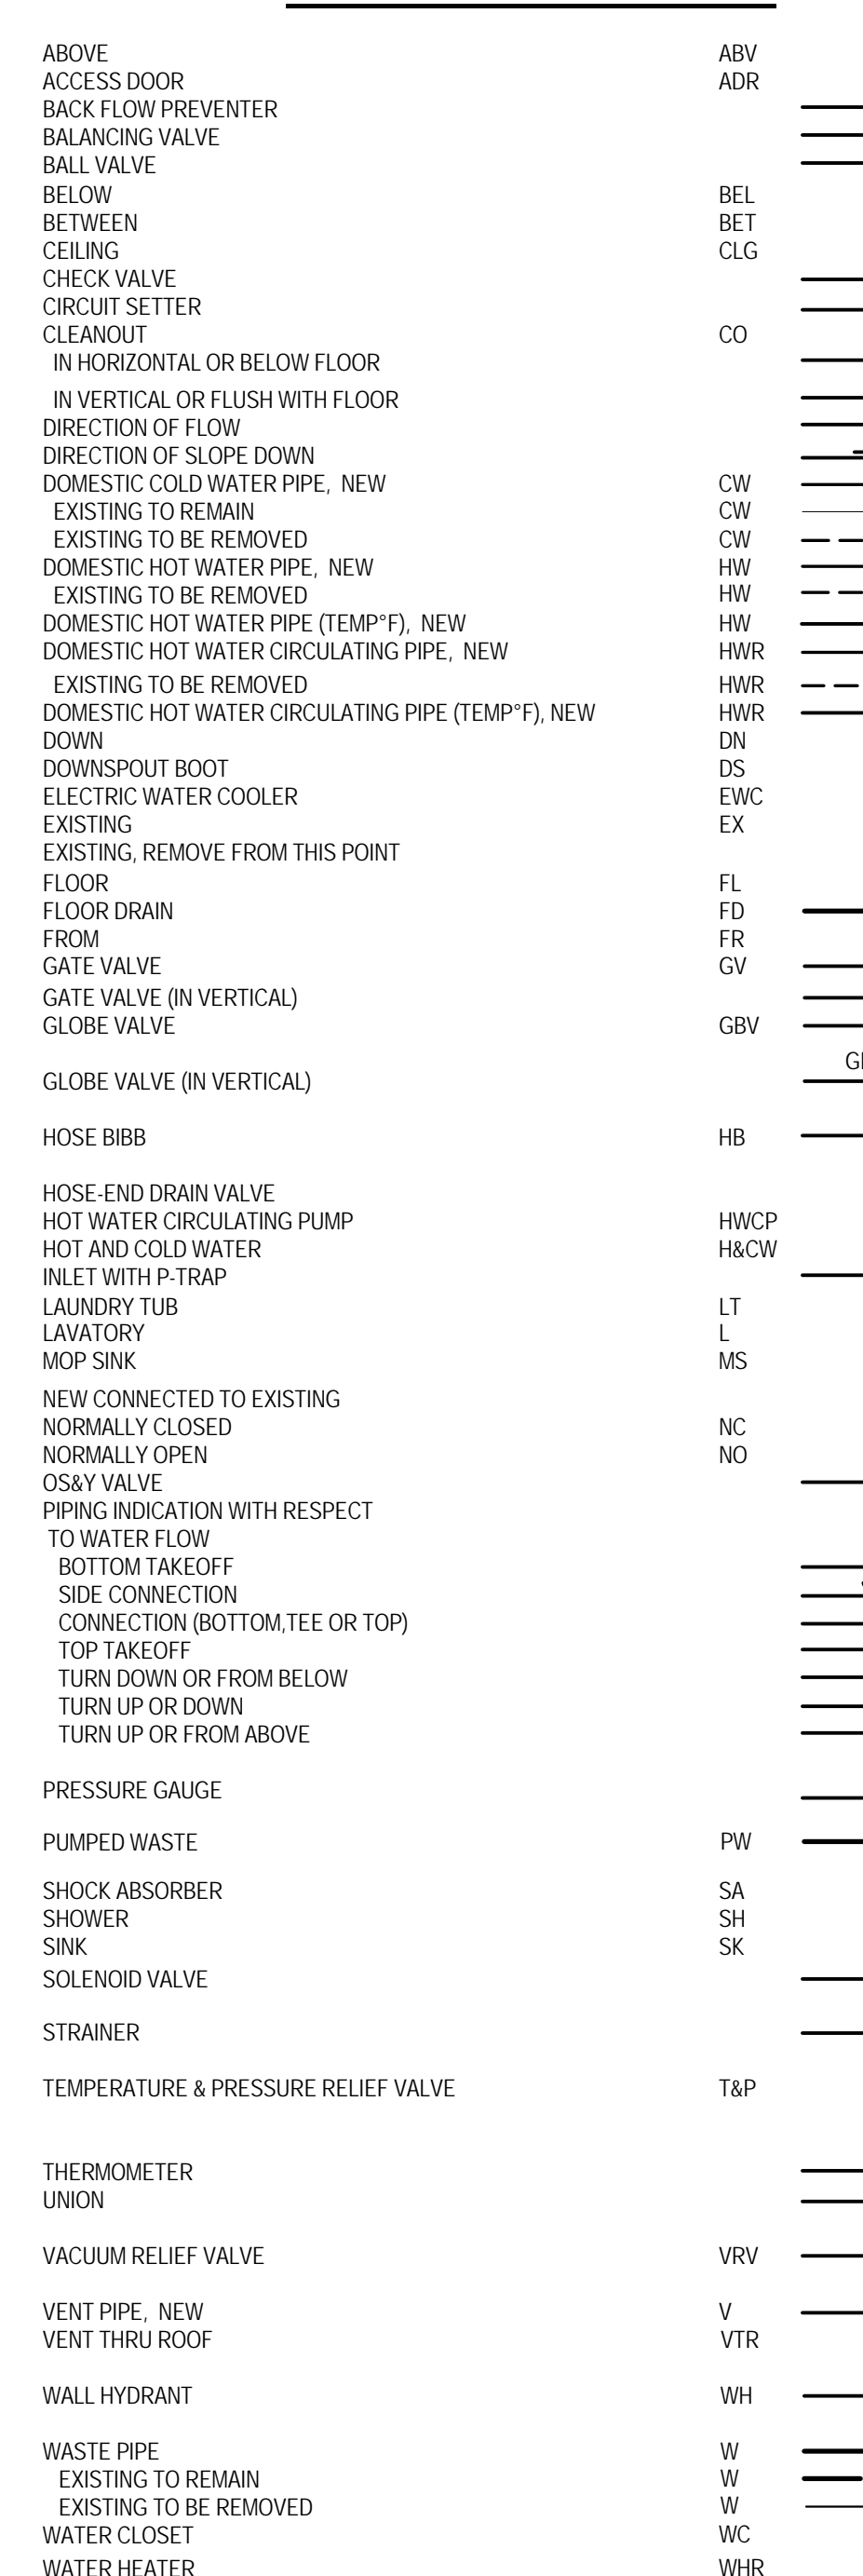 ABOVE ABV
ACCESS DOOR ADR
BACK FLOW PREVENTER
BALANCING VALVE
BALL VALVE
BELOW BEL
BETWEEN BET
CEILING CLG
CHECK VALVE
CIRCUIT SETTER
CLEANOUT CO
IN HORIZONTAL OR BELOW FLOOR
IN VERTICAL OR FLUSH WITH FLOOR
DIRECTION OF FLOW
DIRECTION OF SLOPE DOWN
DOMESTIC COLD WATER PIPE, NEW CW
EXISTING TO REMAIN CW
EXISTING TO BE REMOVED CW
DOMESTIC HOT WATER PIPE, NEW HW
EXISTING TO BE REMOVED HW
DOMESTIC HOT WATER PIPE (TEMP°F), NEW HW
DOMESTIC HOT WATER CIRCULATING PIPE, NEW HWR
EXISTING TO BE REMOVED HWR
DOMESTIC HOT WATER CIRCULATING PIPE (TEMP°F), NEW HWR
DOWN DN
DOWNSPOUT BOOT DS
ELECTRIC WATER COOLER EWC
EXISTING EX
EXISTING, REMOVE FROM THIS POINT
FLOOR FL
FLOOR DRAIN FD
FROM FR
GATE VALVE GV
GATE VALVE (IN VERTICAL)
GLOBE VALVE GBV
GLOBE VALVE (IN VERTICAL)
HOSE BIBB HB
HOSE-END DRAIN VALVE
HOT WATER CIRCULATING PUMP HWCP
HOT AND COLD WATER H&CW
INLET WITH P-TRAP
LAUNDRY TUB LT
LAVATORY L
MOP SINK MS
NEW CONNECTED TO EXISTING
NORMALLY CLOSED NC
NORMALLY OPEN NO
OS&Y VALVE
PIPING INDICATION WITH RESPECT
TO WATER FLOW
BOTTOM TAKEOFF
SIDE CONNECTION
CONNECTION (BOTTOM,TEE OR TOP)
TOP TAKEOFF
TURN DOWN OR FROM BELOW
TURN UP OR DOWN
TURN UP OR FROM ABOVE
PRESSURE GAUGE
PUMPED WASTE PW
SHOCK ABSORBER SA
SHOWER SH
SINK SK
SOLENOID VALVE
STRAINER
TEMPERATURE & PRESSURE RELIEF VALVE T&P
THERMOMETER
UNION
VACUUM RELIEF VALVE VRV
VENT PIPE, NEW V
VENT THRU ROOF VTR
WALL HYDRANT WH
WASTE PIPE W
EXISTING TO REMAIN W
EXISTING TO BE REMOVED W
WATER CLOSET WC
WATER HEATER WHR